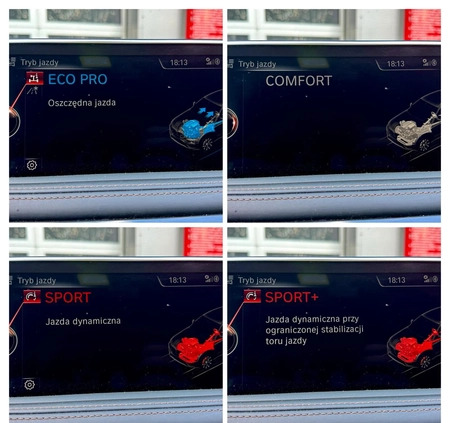 Tryb jazdy 18:13
ECO PRO
Oszczędna jazda
Tryb jazdy 18:13
COMFORT
Tryb jazdy 18:13
SPORT
Jazda dynamiczna
Tryb jazdy 18:13
SPORT+
Jazda dynamiczna przy
ograniczonej stabilizacji
toru jazdy